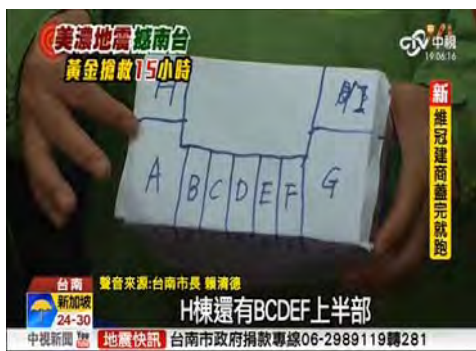 美濃地震撼南台
黃金搶救15小時
中視
19:06:16
新
維冠建商蓋完就跑
H
A
B
C
D
E
F
G
台南
聲音來源:台南市長 賴清德
新加坡
24-30
H棟還有BCDEF上半部
中視新聞
You
Tube
地震快訊
台南市政府捐款專線06-2989119轉281